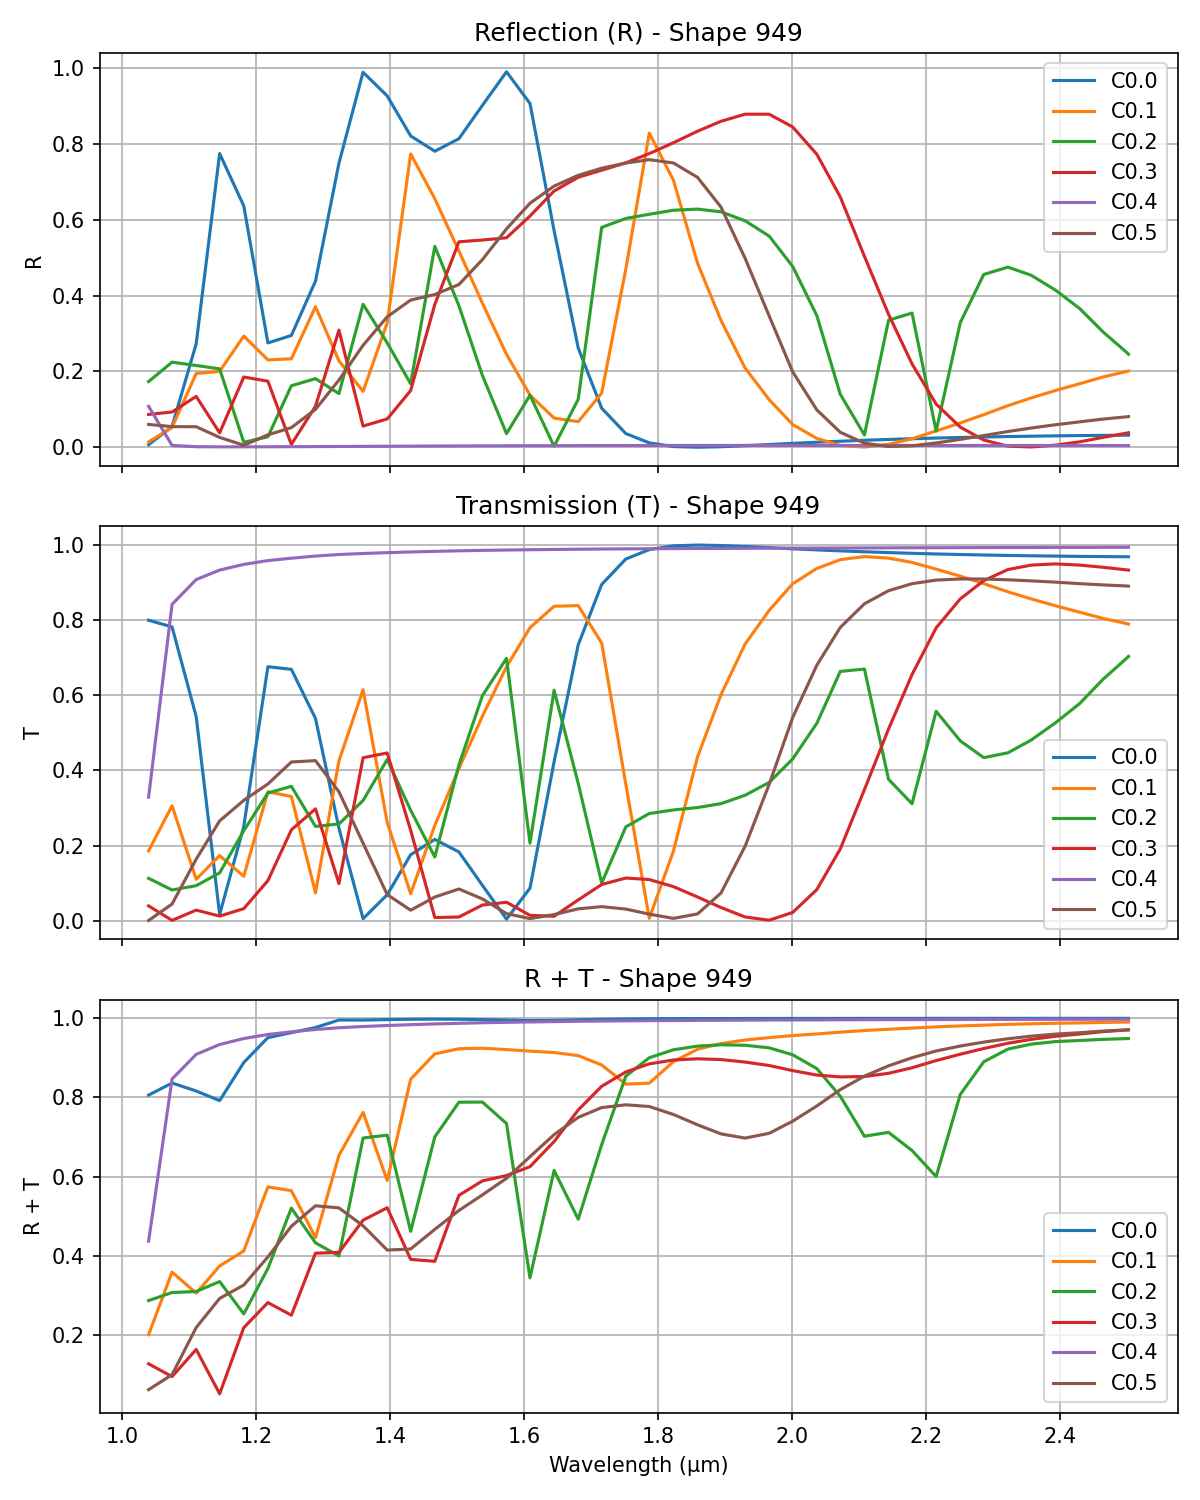 Reflection (R) - Shape 949
1.0
0.8
0.6
0.4
0.2
0.0
R
C0.0
C0.1
C0.2
C0.3
C0.4
C0.5
Transmission (T) - Shape 949
1.0
0.8
0.6
0.4
0.2
0.0
T
C0.0
C0.1
C0.2
C0.3
C0.4
C0.5
R + T - Shape 949
1.0
0.8
0.6
0.4
0.2
R + T
C0.0
C0.1
C0.2
C0.3
C0.4
C0.5
1.0 1.2 1.4 1.6 1.8 2.0 2.2 2.4
Wavelength (µm)